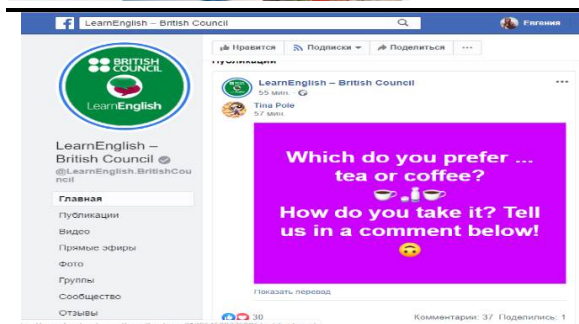 LearnEnglish – British Council
Евгения
Нравится
Подписки
Поделиться
Публикации
BRITISH
COUNCIL
LearnEnglish
LearnEnglish –
British Council
@LearnEnglish.BritishCou
ncil
Главная
Публикации
Видео
Прямые эфиры
Фото
Группы
Сообщество
Отзывы
LearnEnglish – British Council
55 мин.
Tina Pole
57 мин.
Which do you prefer ...
tea or coffee?
How do you take it? Tell
us in a comment below!
Показать перевод
30
Комментарии: 37 Поделились: 1